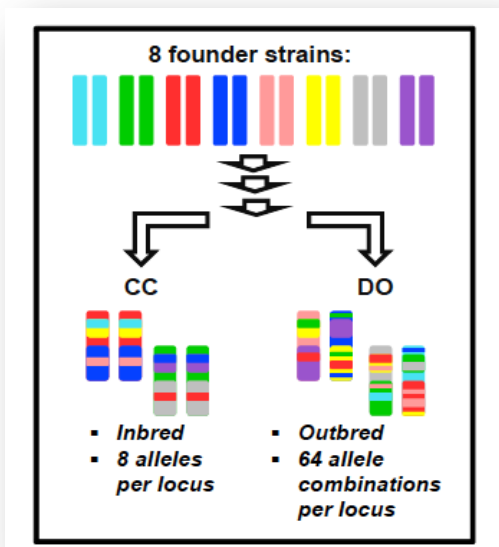 8 founder strains:
CC
DO
▪ Inbred
▪ 8 alleles
per locus
▪ Outbred
▪ 64 allele
combinations
per locus